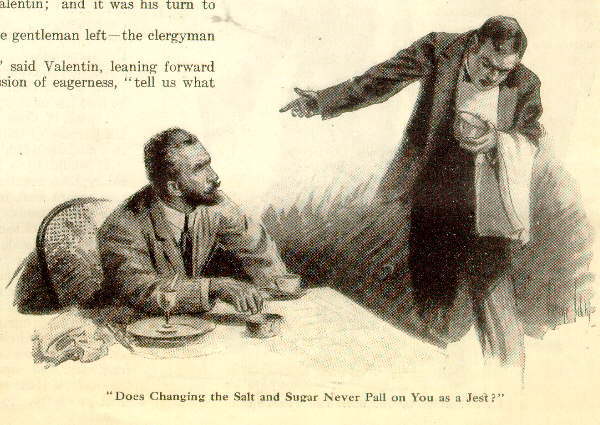 alentin; and it was his turn to
e gentleman left—the clergyman
" said Valentin, leaning forward
ssion of eagerness, "tell us what
"Does Changing the Salt and Sugar Never Pall on You as a Jest?"